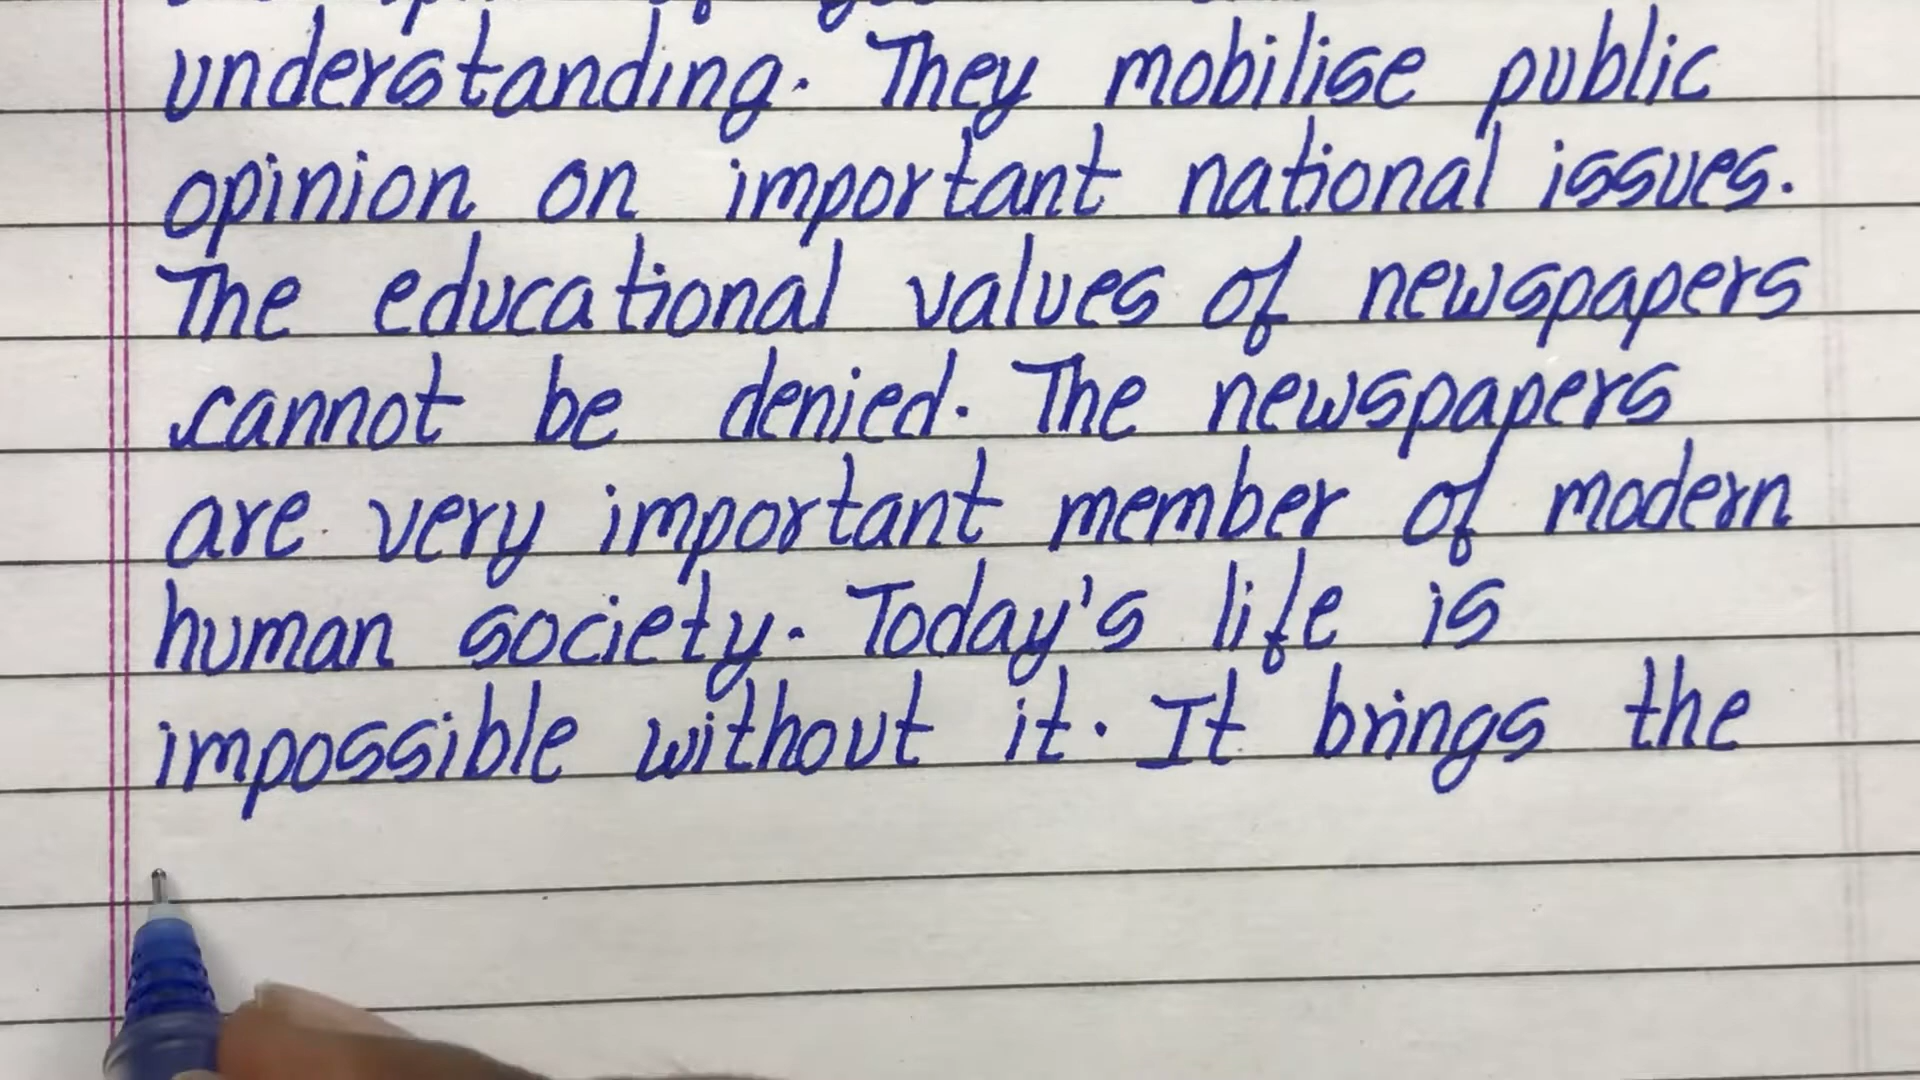 understanding. They mobilise public
opinion on important national issues.
The educational values of newspapers
cannot be denied. The newspapers
are very important member of modern
human society. Today's life is
impossible without it. It brings the